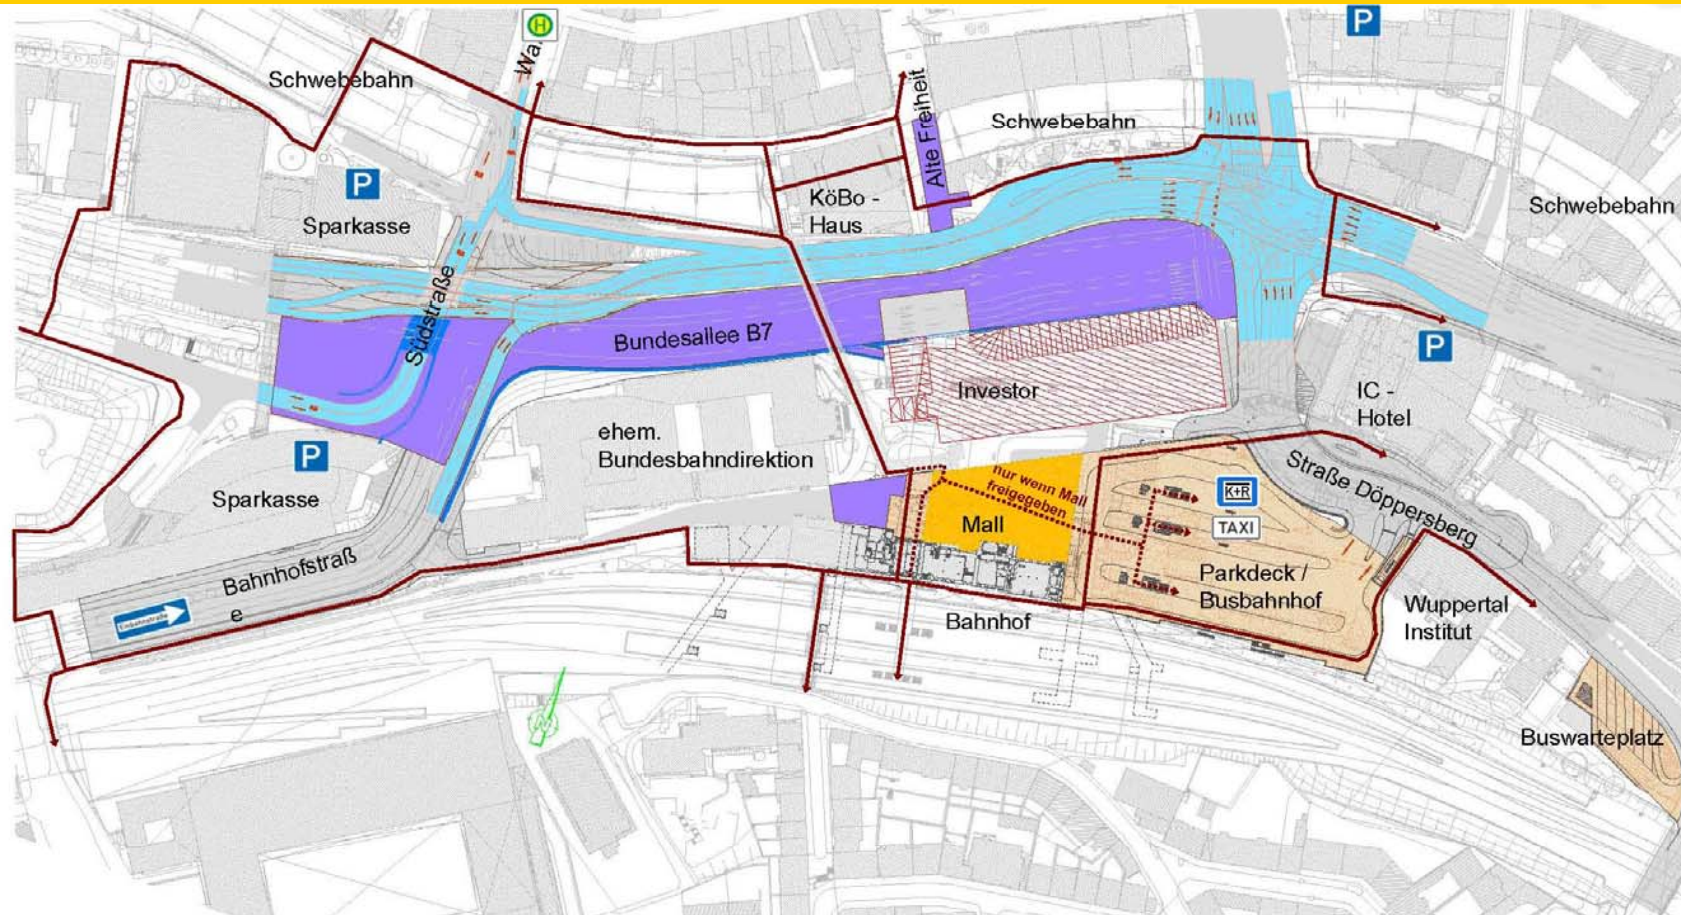 P
H
Wa
Schwebebahn
Alte Freiheit
Schwebebahn
P
Sparkasse
KöBo -
Haus
Schwebebahn
Südstraße
Bundesallee B7
P
Investor
IC -
Hotel
ehem.
Bundesbahndirektion
P
Sparkasse
nur wenn Mall
freigegeben
Mall
K+R
TAXI
Straße Döppersberg
Bahnhofstraß
e
Einbahnstraße
Parkdeck /
Busbahnhof
Bahnhof
Wuppertal
Institut
Buswarteplatz